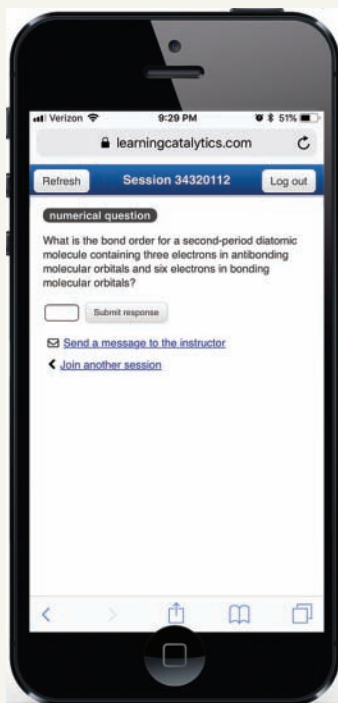 Verizon 9:29 PM 51%
learningcatalytics.com
Refresh Session 34320112 Log out
numerical question
What is the bond order for a second-period diatomic
molecule containing three electrons in antibonding
molecular orbitals and six electrons in bonding
molecular orbitals?
Submit response
Send a message to the instructor
Join another session